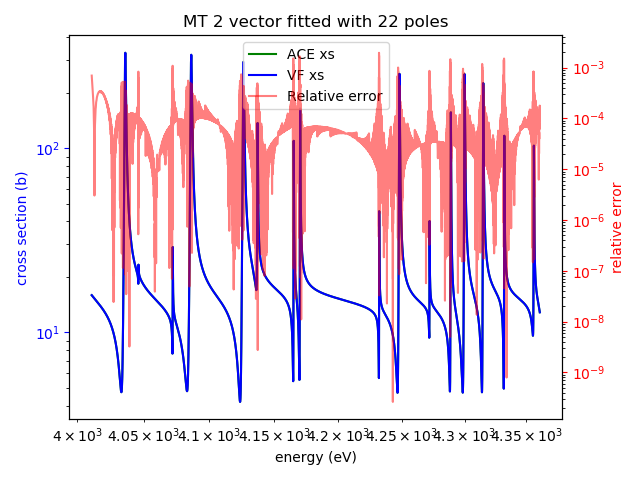 MT 2 vector fitted with 22 poles
ACE xs
VF xs
Relative error
cross section (b)
10²
10¹
relative error
10⁻³
10⁻⁴
10⁻⁵
10⁻⁶
10⁻⁷
10⁻⁸
10⁻⁹
4 × 10³ 4.05 × 10³ 4.1 × 10³ 4.15 × 10³ 4.2 × 10³ 4.25 × 10³ 4.3 × 10³ 4.35 × 10³
energy (eV)